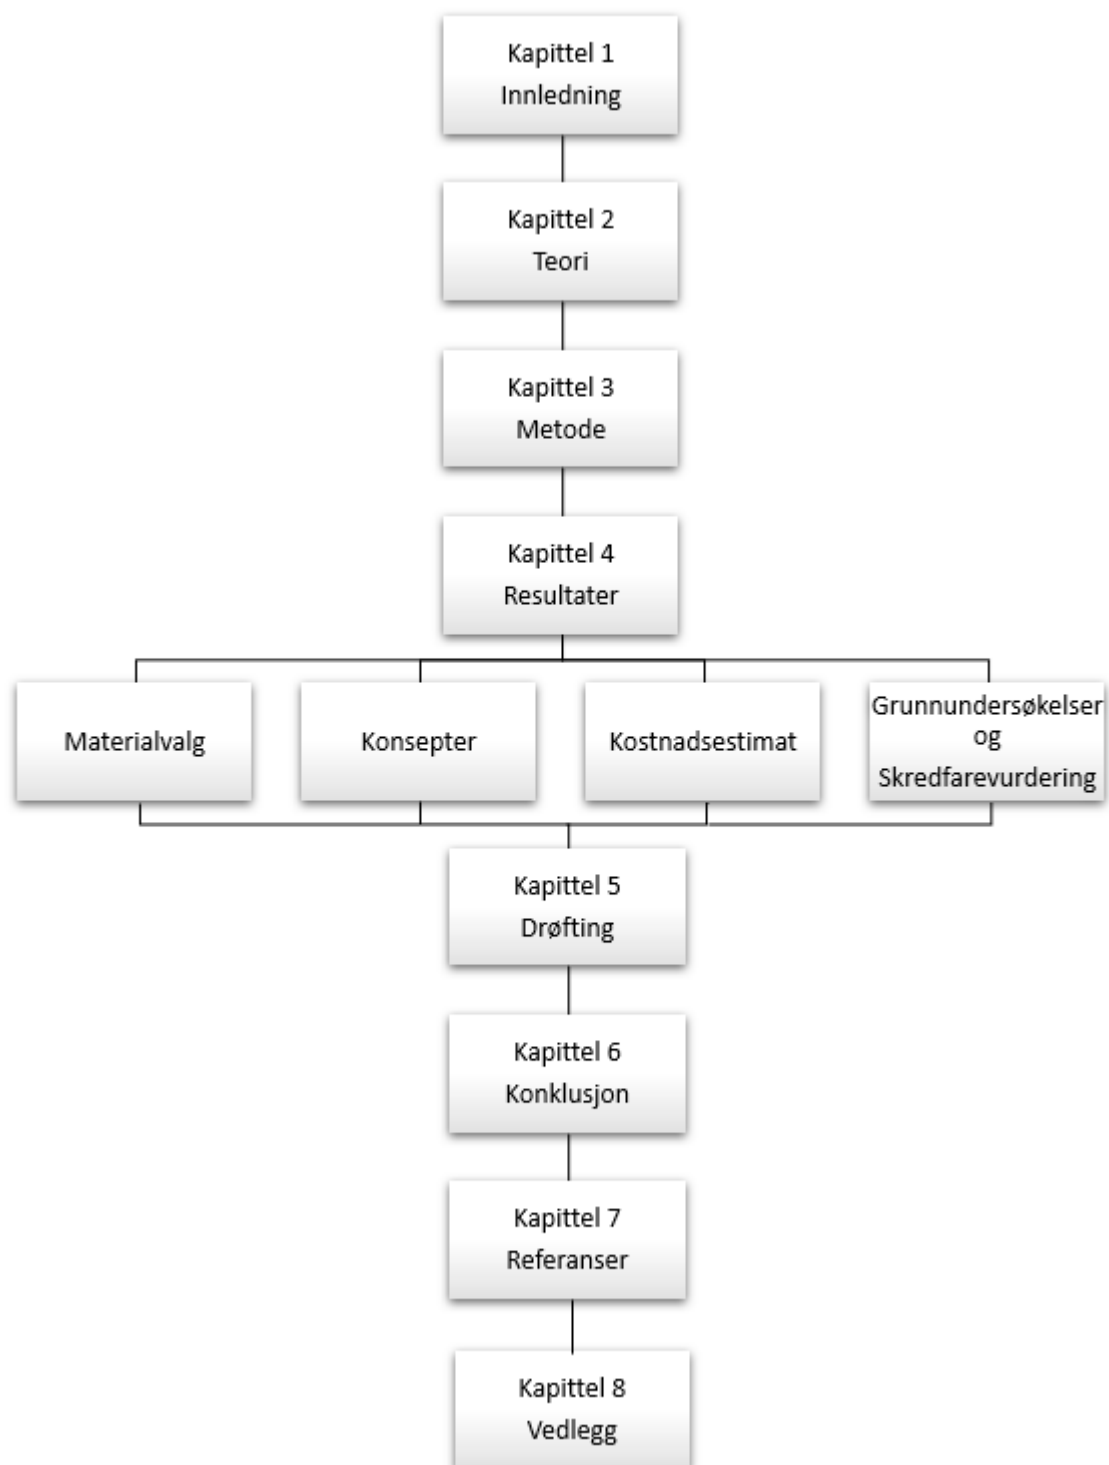 Kapittel 1
Innledning
Kapittel 2
Teori
Kapittel 3
Metode
Kapittel 4
Resultater
Materialvalg
Konsepter
Kostnadsestimat
Grunnundersøkelser
og
Skredfarevurdering
Kapittel 5
Drøfting
Kapittel 6
Konklusjon
Kapittel 7
Referanser
Kapittel 8
Vedlegg